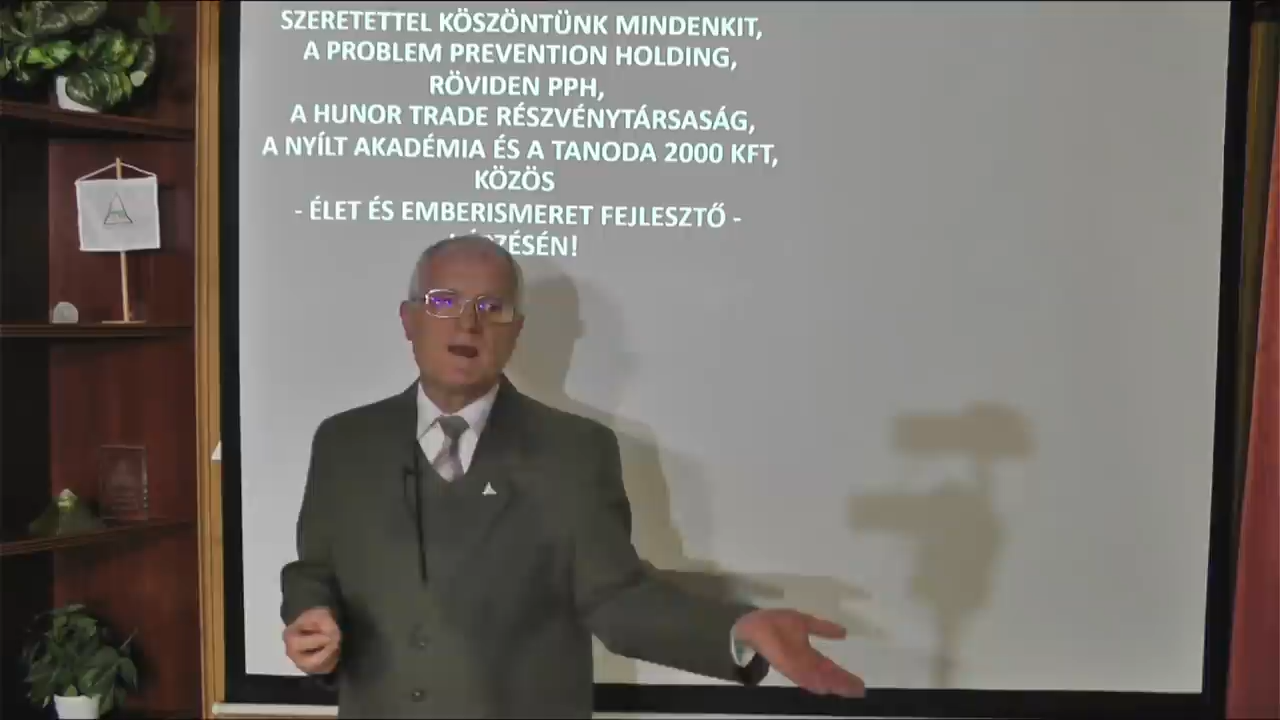 SZERETETTEL KÖSZÖNTÜNK MINDENKIT,
A PROBLEM PREVENTION HOLDING,
RÖVIDEN PPH,
A HUNOR TRADE RÉSZVÉNYTÁRSASÁG,
A NYÍLT AKADÉMIA ÉS A TANODA 2000 KFT,
KÖZÖS
- ÉLET ÉS EMBERISMERET FEJLESZTŐ -